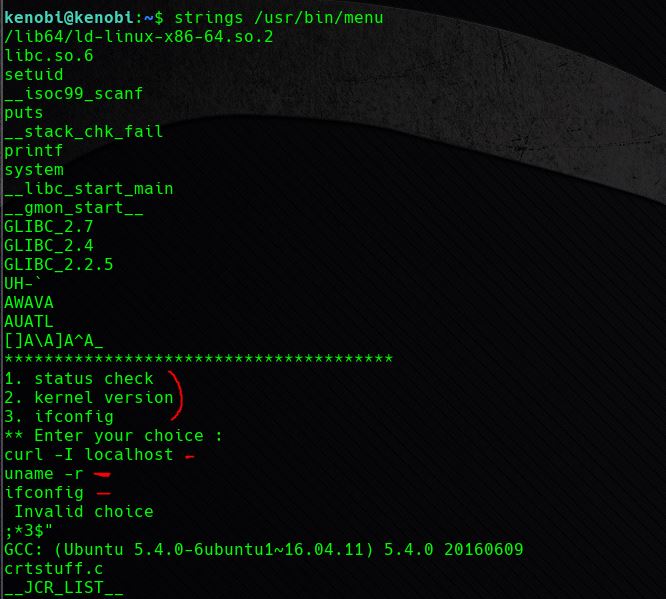 kenobi@kenobi:~$ strings /usr/bin/menu
/lib64/ld-linux-x86-64.so.2
libc.so.6
setuid
__isoc99_scanf
puts
__stack_chk_fail
printf
system
__libc_start_main
__gmon_start__
GLIBC_2.7
GLIBC_2.4
GLIBC_2.2.5
UH-`
AWAVA
AUATL
[]A\A]A^A_
***************************************
1. status check
2. kernel version
3. ifconfig
** Enter your choice :
curl -I localhost
uname -r
ifconfig
 Invalid choice
;*3$"
GCC: (Ubuntu 5.4.0-6ubuntu1~16.04.11) 5.4.0 20160609
crtstuff.c
__JCR_LIST__